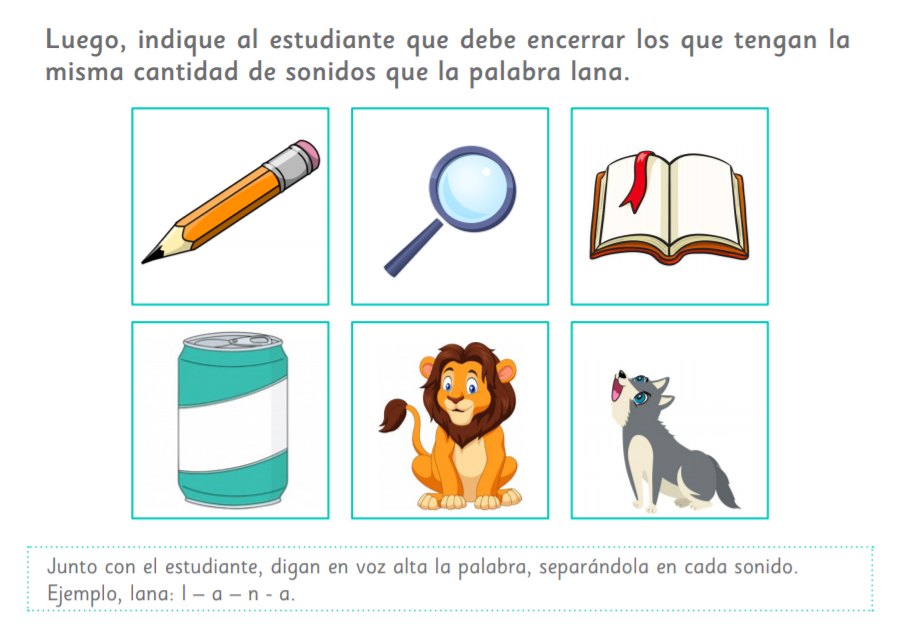 Luego, indique al estudiante que debe encerrar los que tengan la
misma cantidad de sonidos que la palabra lana.
Junto con el estudiante, digan en voz alta la palabra, separándola en cada sonido.
Ejemplo, lana: l – a – n - a.